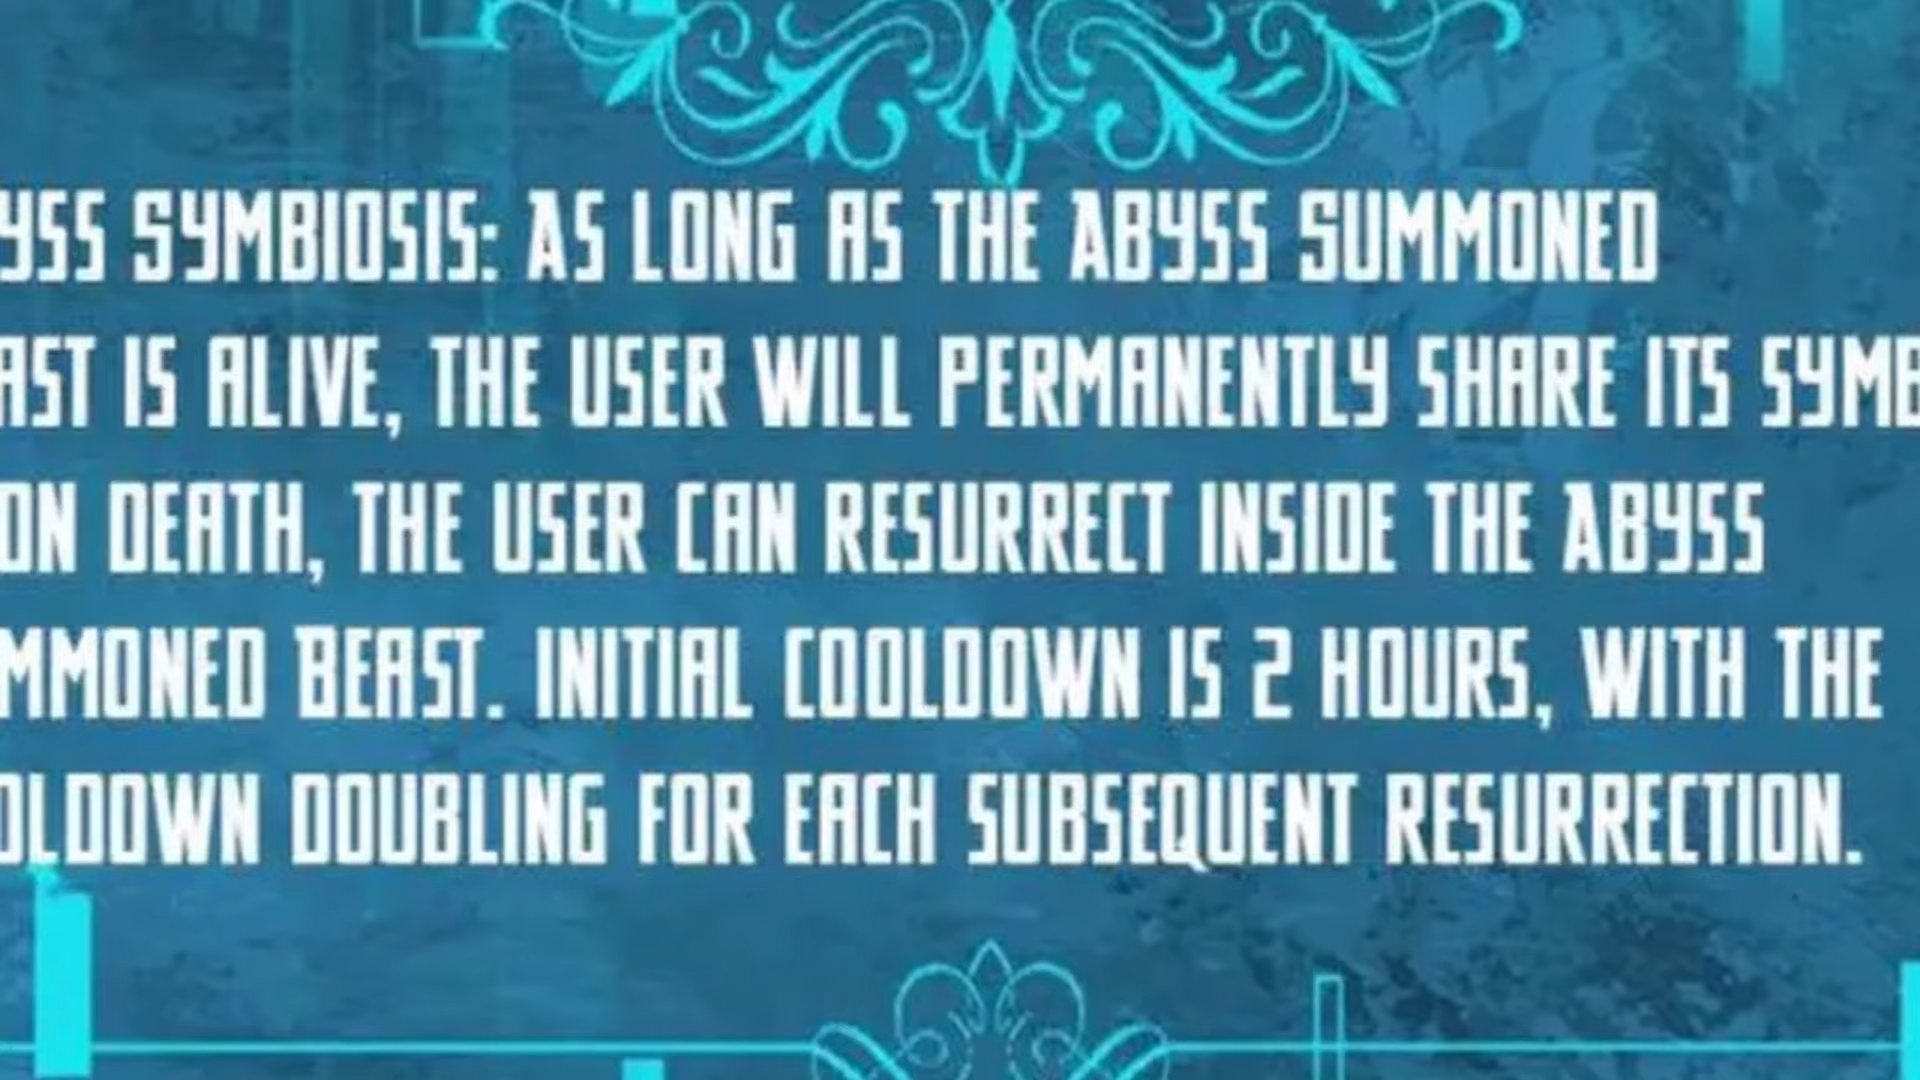 YSS SYMBIOSIS: AS LONG AS THE ABYSS SUMMONED
AST IS ALIVE, THE USER WILL PERMANENTLY SHARE ITS SYMB
ON DEATH, THE USER CAN RESURRECT INSIDE THE ABYSS
MMONED BEAST. INITIAL COOLDOWN IS 2 HOURS, WITH THE
OLDOWN DOUBLING FOR EACH SUBSEQUENT RESURRECTION.